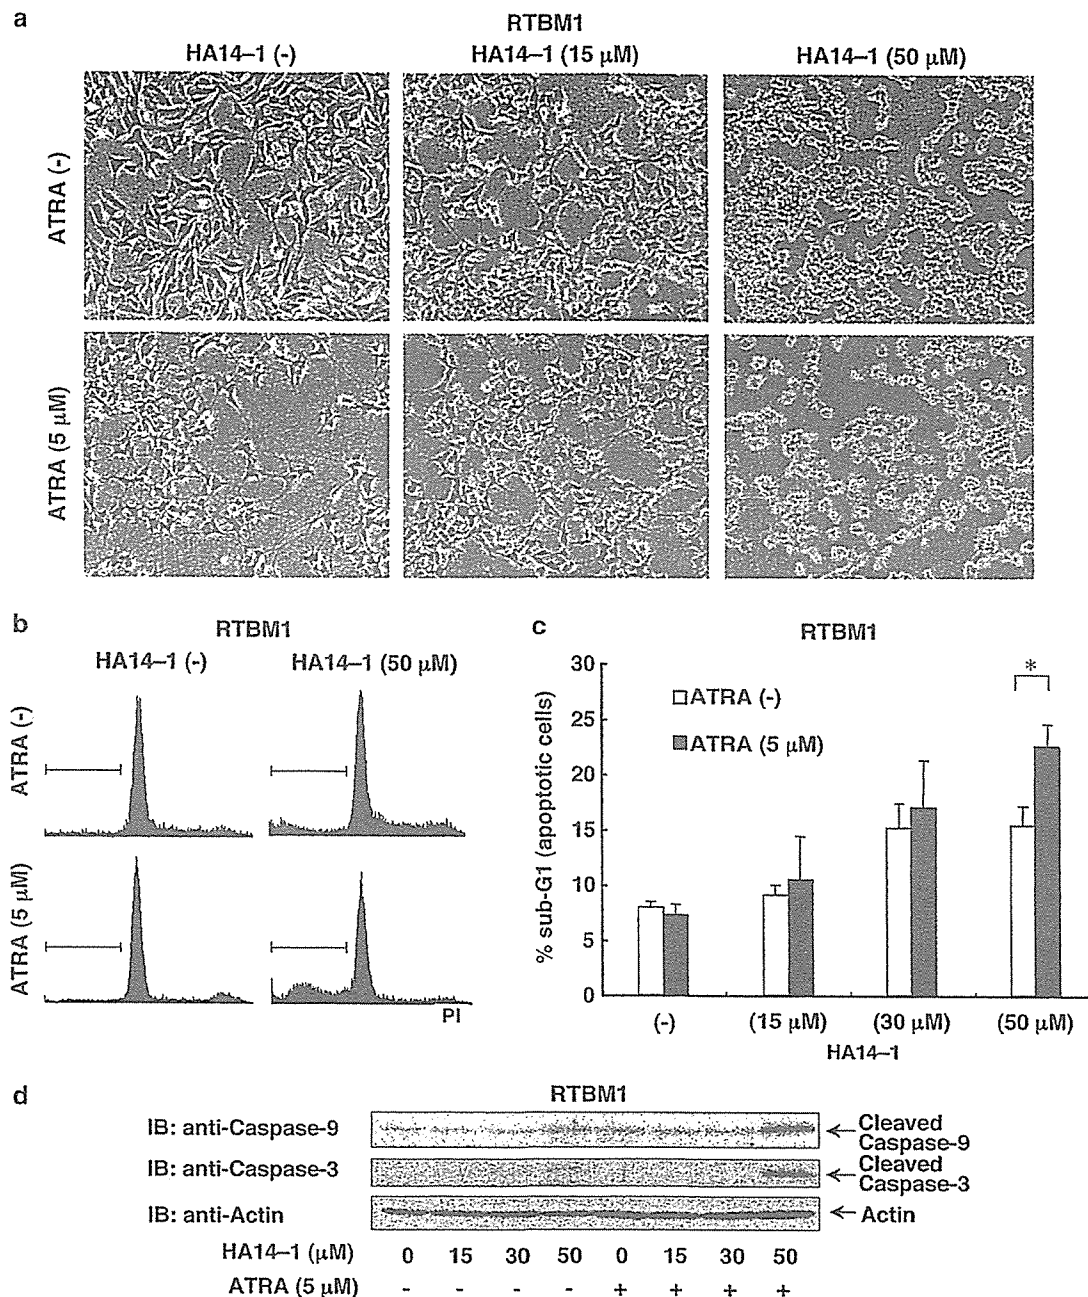 a
RTBM1
HA14–1 (-)
HA14–1 (15 μM)
HA14–1 (50 μM)
ATRA (-)
ATRA (5 μM)
b
RTBM1
HA14–1 (-)
HA14–1 (50 μM)
ATRA (-)
ATRA (5 μM)
PI
c
RTBM1
% sub-G1 (apoptotic cells)
30
25
20
15
10
5
0
ATRA (-)
ATRA (5 μM)
*
(-)
(15 μM)
(30 μM)
(50 μM)
HA14–1
d
RTBM1
IB: anti-Caspase-9
Cleaved
Caspase-9
IB: anti-Caspase-3
Cleaved
Caspase-3
IB: anti-Actin
Actin
HA14–1 (μM) 0 15 30 50 0 15 30 50
ATRA (5 μM) - - - - + + + +